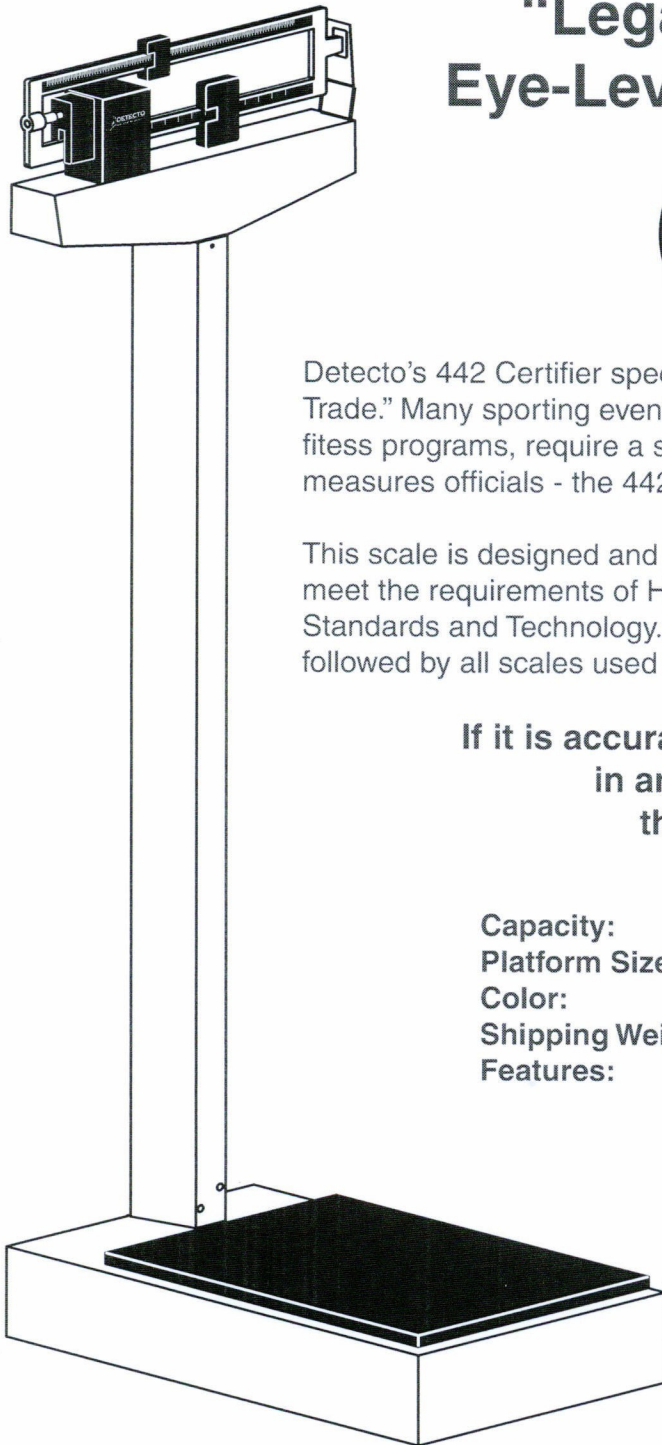 "Lega
Eye-Lev
DETECTO
Detecto's 442 Certifier spec
Trade." Many sporting even
fitess programs, require a s
measures officials - the 442
This scale is designed and
meet the requirements of H
Standards and Technology.
followed by all scales used
If it is accura
in an
th
Capacity:
Platform Size
Color:
Shipping Wei
Features: